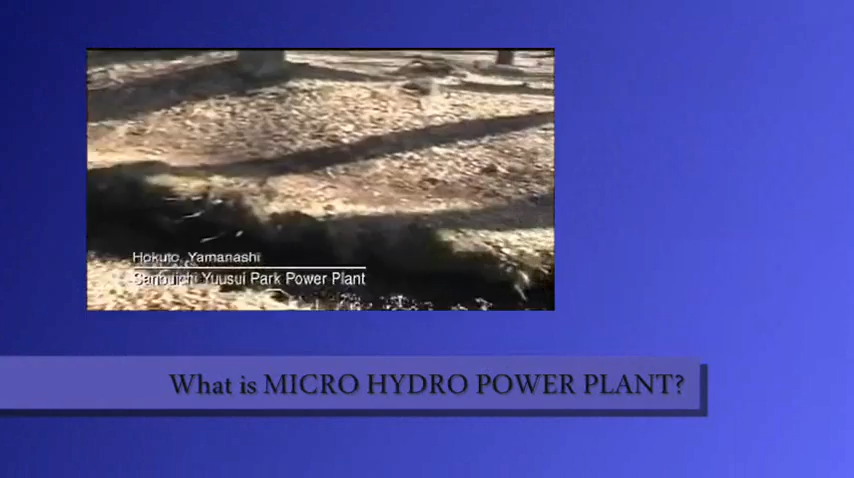 Hokuto, Yamanashi
Sanbuichi Yuusui Park Power Plant
What is MICRO HYDRO POWER PLANT?